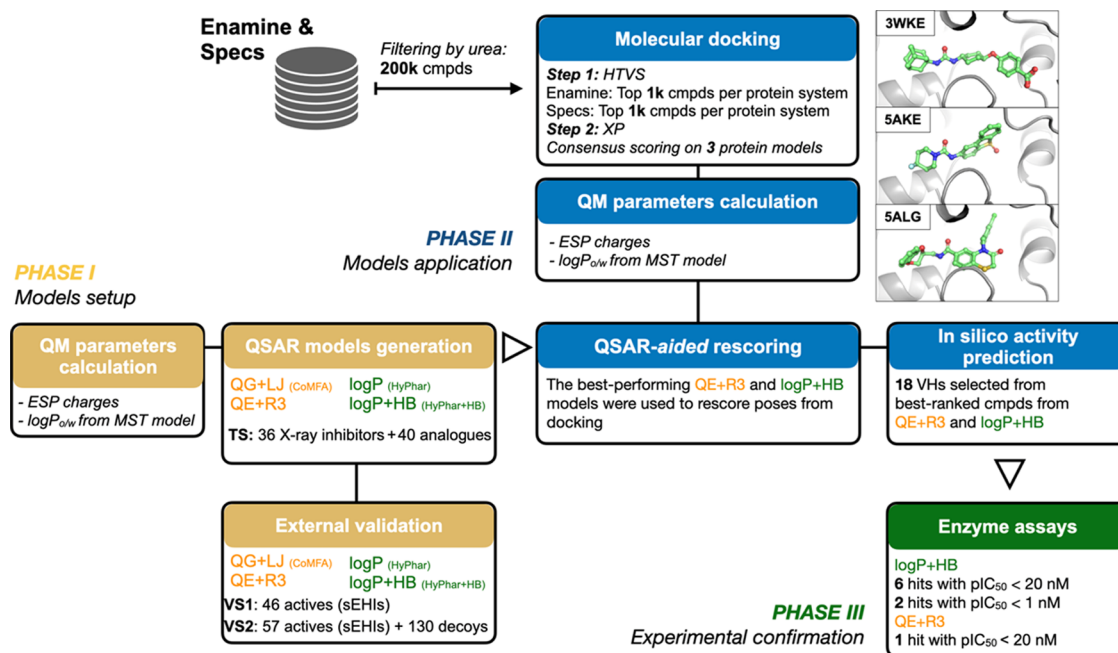 Enamine &
Specs
Filtering by urea:
200k cmpds
Molecular docking
Step 1: HTVS
Enamine: Top 1k cmpds per protein system
Specs: Top 1k cmpds per protein system
Step 2: XP
Consensus scoring on 3 protein models
3WKE
5AKE
5ALG
QM parameters calculation
- ESP charges
- logPo/w from MST model
PHASE II
Models application
PHASE I
Models setup
QM parameters
calculation
- ESP charges
- logPo/w from MST model
QSAR models generation
QG+LJ (CoMFA) logP (HyPhar)
QE+R3 logP+HB (HyPhar+HB)
TS: 36 X-ray inhibitors + 40 analogues
QSAR-aided rescoring
The best-performing QE+R3 and logP+HB
models were used to rescore poses from
docking
In silico activity
prediction
18 VHs selected from
best-ranked cmpds from
QE+R3 and logP+HB
External validation
QG+LJ (CoMFA) logP (HyPhar)
QE+R3 logP+HB (HyPhar+HB)
VS1: 46 actives (sEHIs)
VS2: 57 actives (sEHIs) + 130 decoys
PHASE III
Experimental confirmation
Enzyme assays
logP+HB
6 hits with pIC50 < 20 nM
2 hits with pIC50 < 1 nM
QE+R3
1 hit with pIC50 < 20 nM